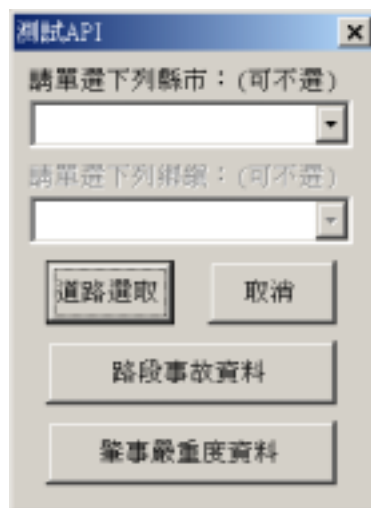 測試API
請單選下列縣市：(可不選)
請單選下列
：(可不選)
道路選取
取消
路段事故資料
肇事嚴重度資料